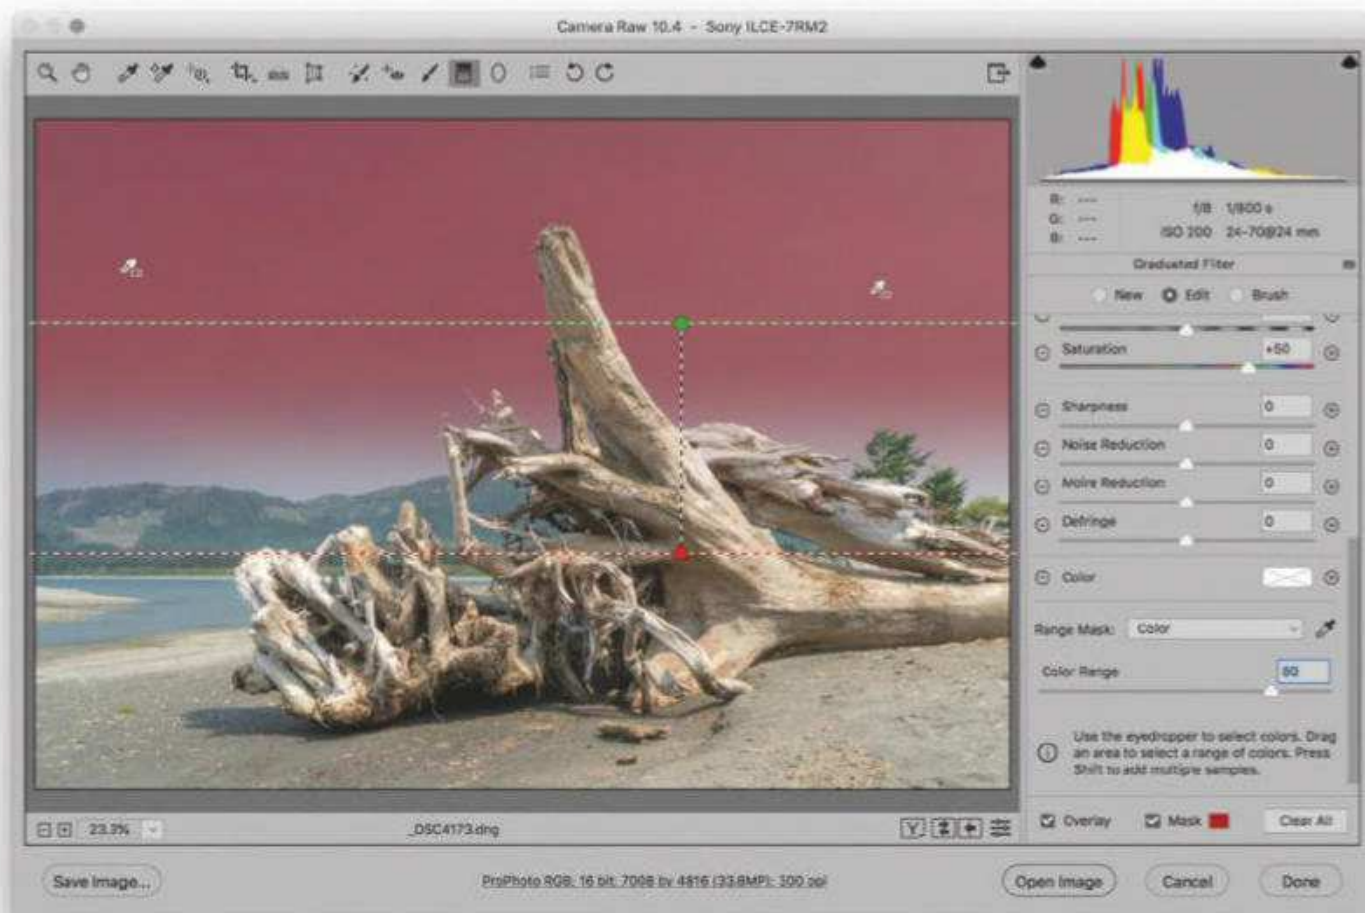 Camera Raw 10.4 - Sony ILCE-7RM2
R: ---
G: ---
B: ---
f/8 1/800 s
ISO 200 24-70@24 mm
Graduated Filter
New Edit Brush
Saturation +50
Sharpness 0
Noise Reduction 0
Moire Reduction 0
Defringe 0
Color
Range Mask: Color
Color Range 80
Use the eyedropper to select colors. Drag
an area to select a range of colors. Press
Shift to add multiple samples.
23.3% _DSC4173.dng Y
Overlay Mask Clear All
Save Image... ProPhoto RGB; 16 bit; 7008 by 4816 (33.8MP); 300 ppi Open Image Cancel Done